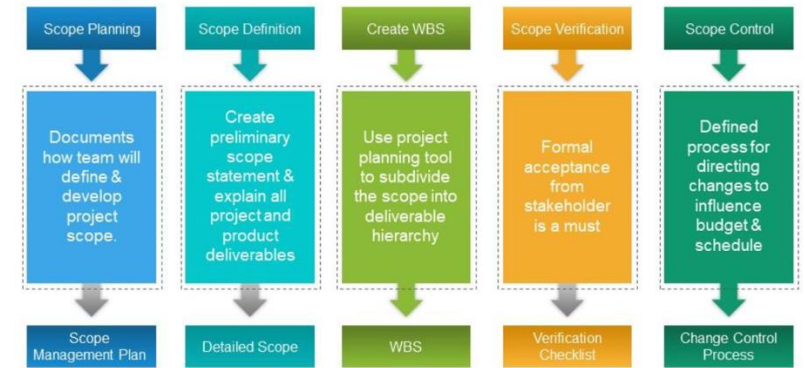 Scope Planning
Scope Definition
Create WBS
Scope Verification
Scope Control
Documents
how team will
define &
develop
project
scope.
Create
preliminary
scope
statement &
explain all
project and
product
deliverables
Use project
planning tool
to subdivide
the scope into
deliverable
hierarchy
Formal
acceptance
from
stakeholder
is a must
Defined
process for
directing
changes to
influence
budget &
schedule
Scope
Management Plan
Detailed Scope
WBS
Verification
Checklist
Change Control
Process